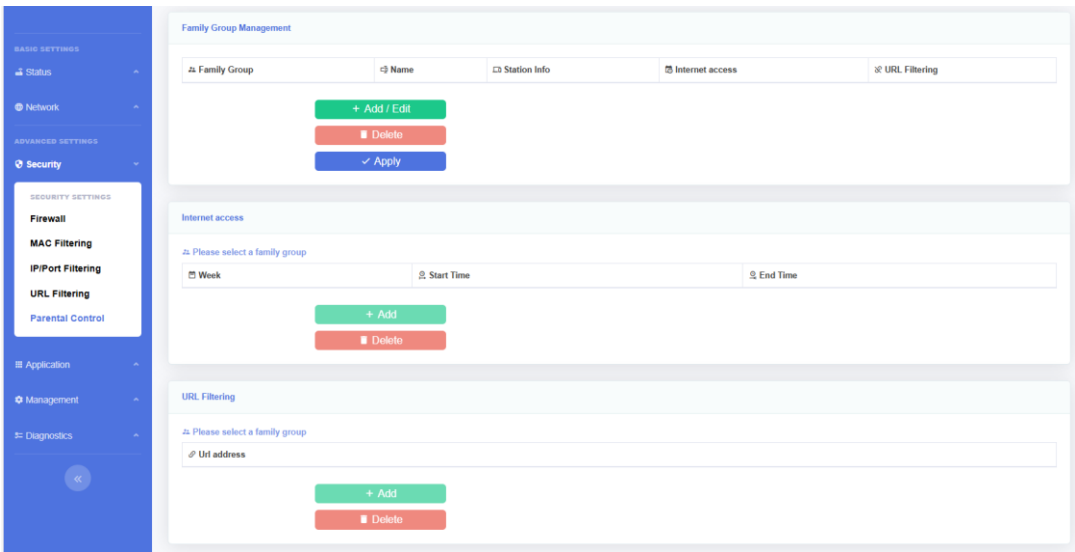 BASIC SETTINGS
Status
Network
ADVANCED SETTINGS
Security
SECURITY SETTINGS
Firewall
MAC Filtering
IP/Port Filtering
URL Filtering
Parental Control
Application
Management
Diagnostics
Family Group Management
Family Group Name Station Info Internet access URL Filtering
+ Add / Edit
Delete
Apply
Internet access
Please select a family group
Week Start Time End Time
+ Add
Delete
URL Filtering
Please select a family group
Url address
+ Add
Delete